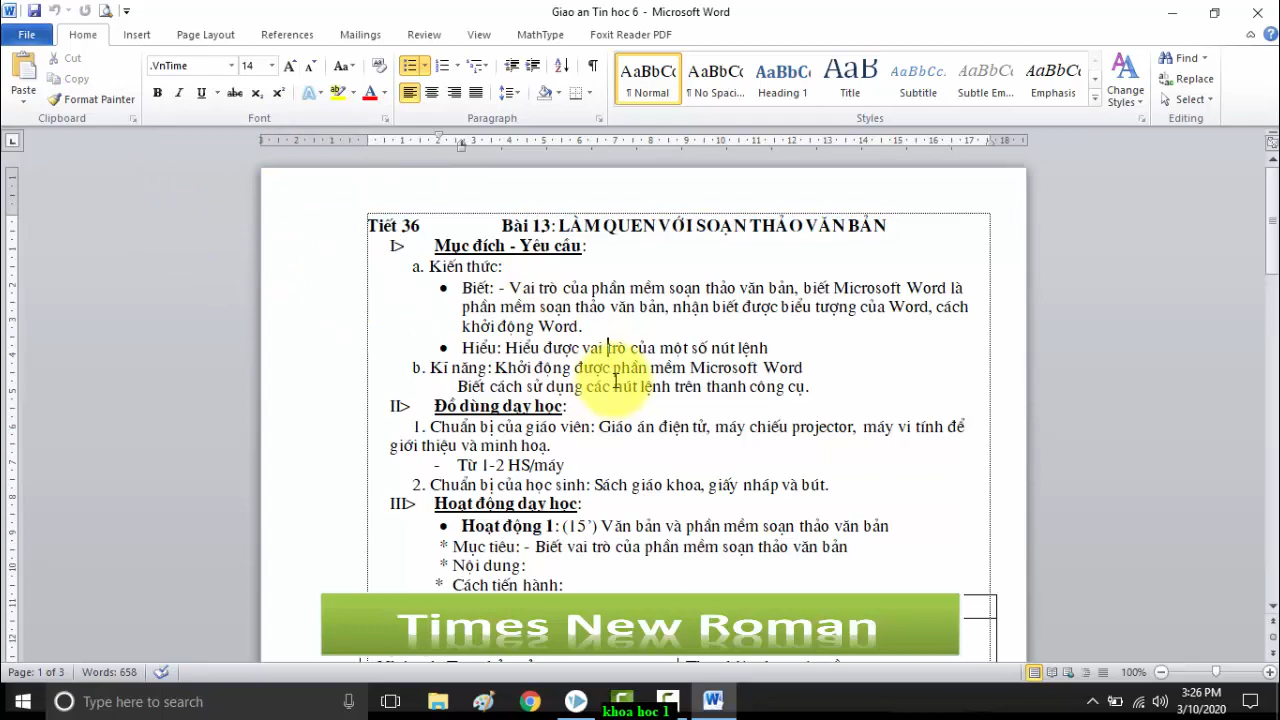 Giao an Tin hoc 6 - Microsoft Word
File Home Insert Page Layout References Mailings Review View MathType Foxit Reader PDF
Paste Cut Copy Format Painter
.VnTime 14
AaBbCc AaBbCc AaBbC AaB AaBbCc. AaBbCc AaBbCc
¶ Normal ¶ No Spaci... Heading 1 Title Subtitle Subtle Em... Emphasis
Change Styles
Find Replace Select
Clipboard Font Paragraph Styles Editing
Tiết 36 Bài 13: LÀM QUEN VỚI SOẠN THẢO VĂN BẢN
I> Mục đích - Yêu cầu:
a. Kiến thức:
• Biết: - Vai trò của phần mềm soạn thảo văn bản, biết Microsoft Word là
phần mềm soạn thảo văn bản, nhận biết được biểu tượng của Word, cách
khởi động Word.
• Hiểu: Hiểu được vai trò của một số nút lệnh
b. Kĩ năng: Khởi động được phần mềm Microsoft Word
Biết cách sử dụng các nút lệnh trên thanh công cụ.
II> Đồ dùng dạy học:
1. Chuẩn bị của giáo viên: Giáo án điện tử, máy chiếu projector, máy vi tính để
giới thiệu và minh hoạ.
- Từ 1-2 HS/máy
2. Chuẩn bị của học sinh: Sách giáo khoa, giấy nháp và bút.
III> Hoạt động dạy học:
• Hoạt động 1: (15’) Văn bản và phần mềm soạn thảo văn bản
* Mục tiêu: - Biết vai trò của phần mềm soạn thảo văn bản
* Nội dung:
* Cách tiến hành:
Times New Roman
Page: 1 of 3 Words: 658 100%
Type here to search
khoa hoc 1
3:26 PM
3/10/2020